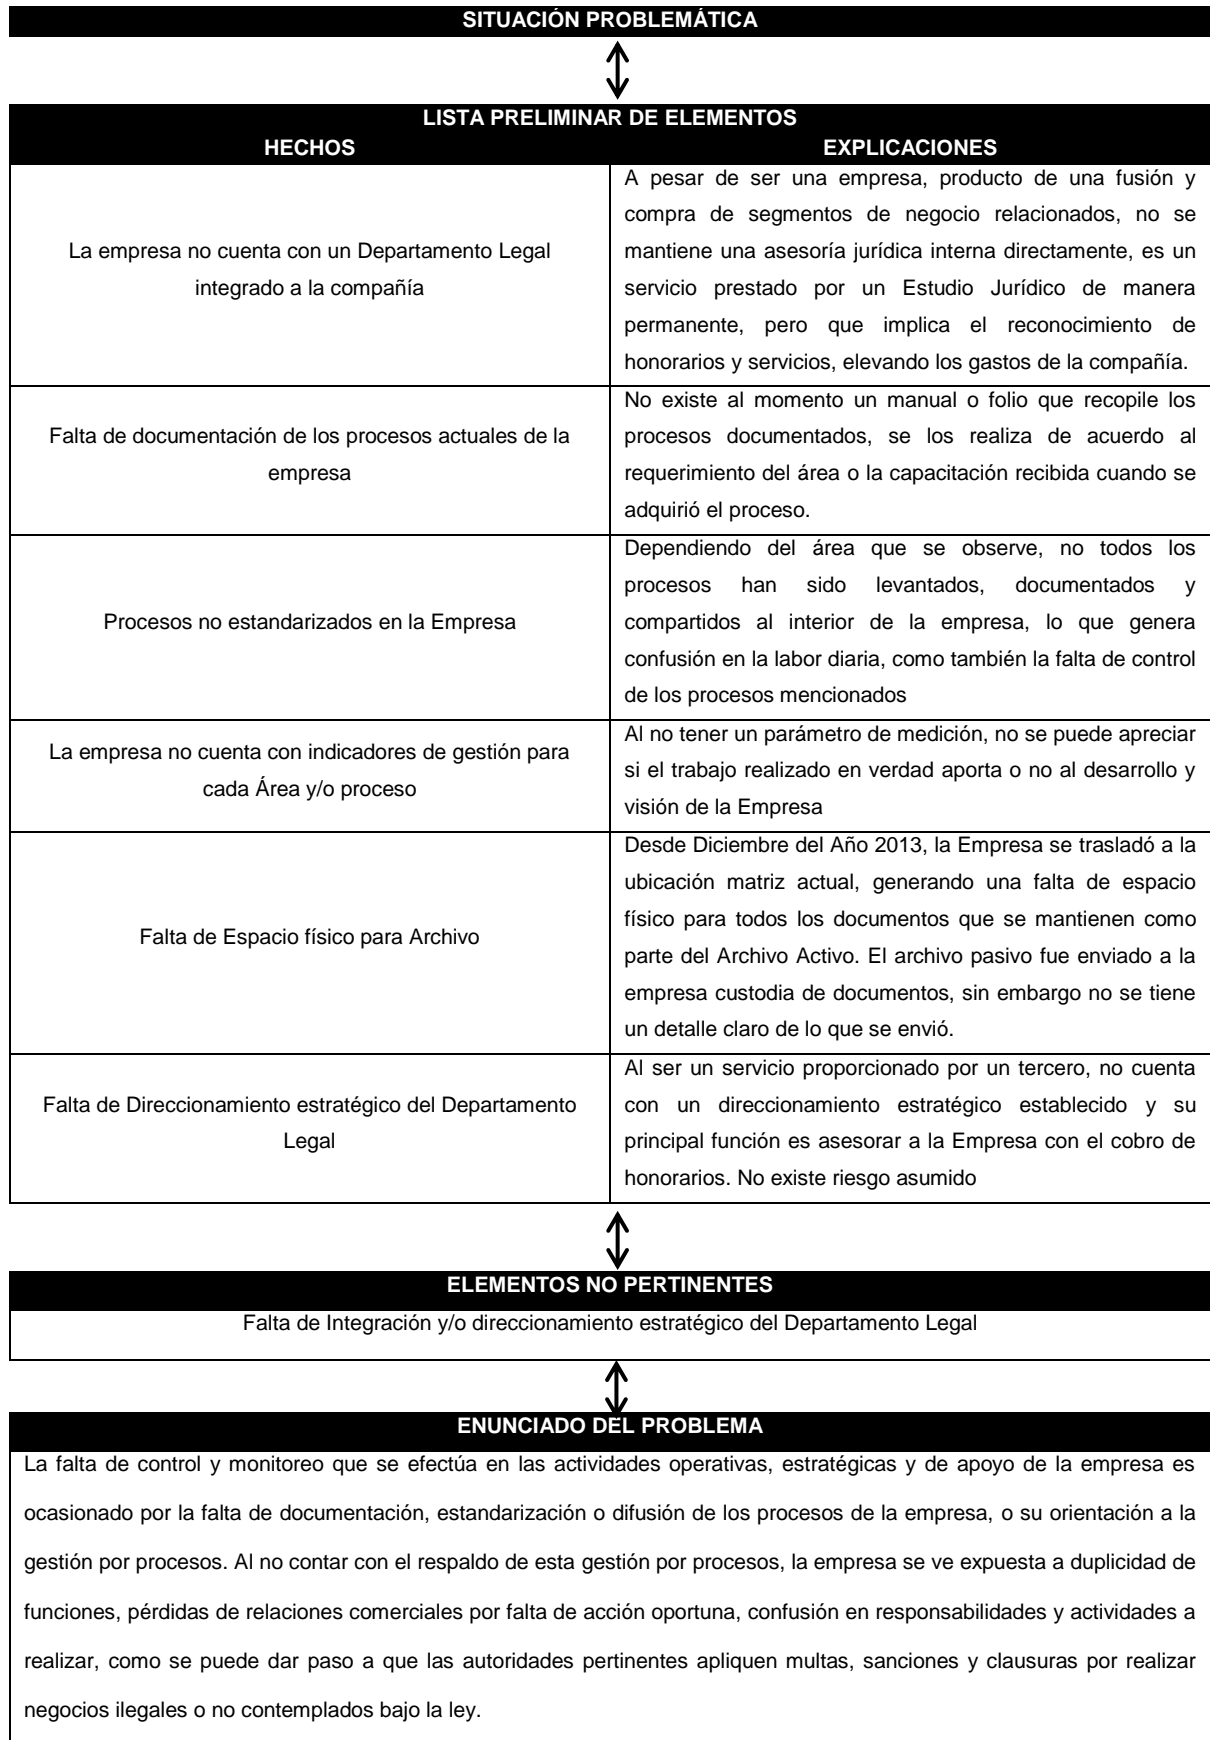 SITUACIÓN PROBLEMÁTICA
LISTA PRELIMINAR DE ELEMENTOS
HECHOS
EXPLICACIONES
La empresa no cuenta con un Departamento Legal
integrado a la compañía
A pesar de ser una empresa, producto de una fusión y
compra de segmentos de negocio relacionados, no se
mantiene una asesoría jurídica interna directamente, es un
servicio prestado por un Estudio Jurídico de manera
permanente, pero que implica el reconocimiento de
honorarios y servicios, elevando los gastos de la compañía.
Falta de documentación de los procesos actuales de la
empresa
No existe al momento un manual o folio que recopile los
procesos documentados, se los realiza de acuerdo al
requerimiento del área o la capacitación recibida cuando se
adquirió el proceso.
Procesos no estandarizados en la Empresa
Dependiendo del área que se observe, no todos los
procesos han sido levantados, documentados y
compartidos al interior de la empresa, lo que genera
confusión en la labor diaria, como también la falta de control
de los procesos mencionados
La empresa no cuenta con indicadores de gestión para
cada Área y/o proceso
Al no tener un parámetro de medición, no se puede apreciar
si el trabajo realizado en verdad aporta o no al desarrollo y
visión de la Empresa
Falta de Espacio físico para Archivo
Desde Diciembre del Año 2013, la Empresa se trasladó a la
ubicación matriz actual, generando una falta de espacio
físico para todos los documentos que se mantienen como
parte del Archivo Activo. El archivo pasivo fue enviado a la
empresa custodia de documentos, sin embargo no se tiene
un detalle claro de lo que se envió.
Falta de Direccionamiento estratégico del Departamento
Legal
Al ser un servicio proporcionado por un tercero, no cuenta
con un direccionamiento estratégico establecido y su
principal función es asesorar a la Empresa con el cobro de
honorarios. No existe riesgo asumido
ELEMENTOS NO PERTINENTES
Falta de Integración y/o direccionamiento estratégico del Departamento Legal
ENUNCIADO DEL PROBLEMA
La falta de control y monitoreo que se efectúa en las actividades operativas, estratégicas y de apoyo de la empresa es
ocasionado por la falta de documentación, estandarización o difusión de los procesos de la empresa, o su orientación a la
gestión por procesos. Al no contar con el respaldo de esta gestión por procesos, la empresa se ve expuesta a duplicidad de
funciones, pérdidas de relaciones comerciales por falta de acción oportuna, confusión en responsabilidades y actividades a
realizar, como se puede dar paso a que las autoridades pertinentes apliquen multas, sanciones y clausuras por realizar
negocios ilegales o no contemplados bajo la ley.